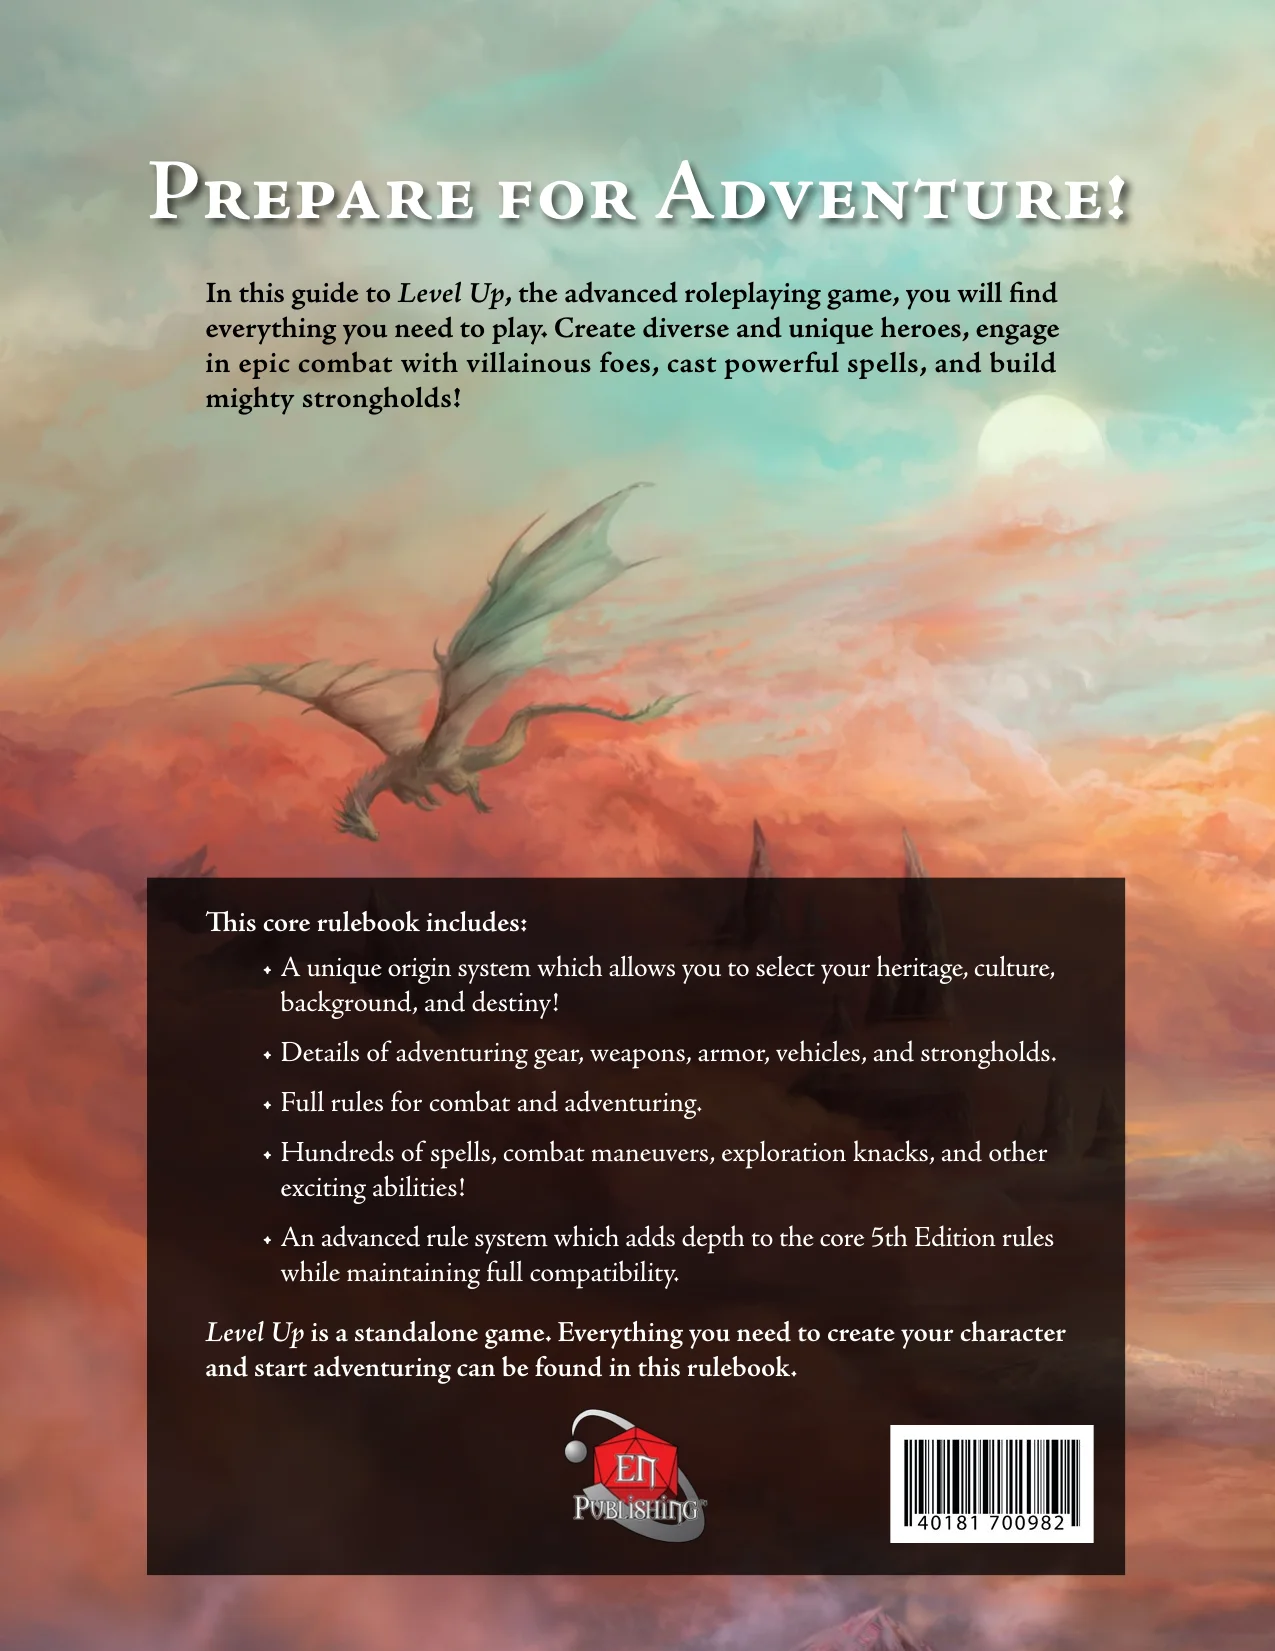 Prepare for Adventure!
In this guide to Level Up, the advanced roleplaying game, you will find
everything you need to play. Create diverse and unique heroes, engage
in epic combat with villainous foes, cast powerful spells, and build
mighty strongholds!
This core rulebook includes:
A unique origin system which allows you to select your heritage, culture,
background, and destiny!
Details of adventuring gear, weapons, armor, vehicles, and strongholds.
Full rules for combat and adventuring.
Hundreds of spells, combat maneuvers, exploration knacks, and other
exciting abilities!
An advanced rule system which adds depth to the core 5th Edition rules
while maintaining full compatibility.
Level Up is a standalone game. Everything you need to create your character
and start adventuring can be found in this rulebook.
EN
Publishing™
40181 700982